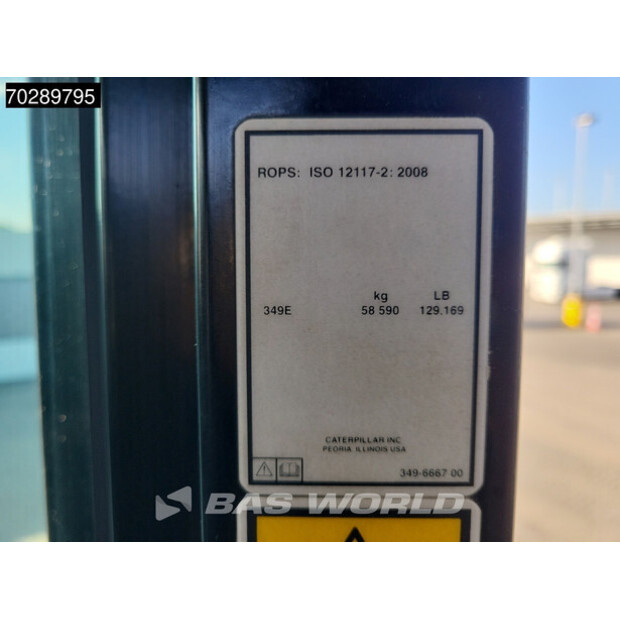 70289795
ROPS: ISO 12117-2: 2008
kg LB
349E 58 590 129.169
CATERPILLAR INC
PEORIA, ILLINOIS USA
349-6667 00
BAS WORLD